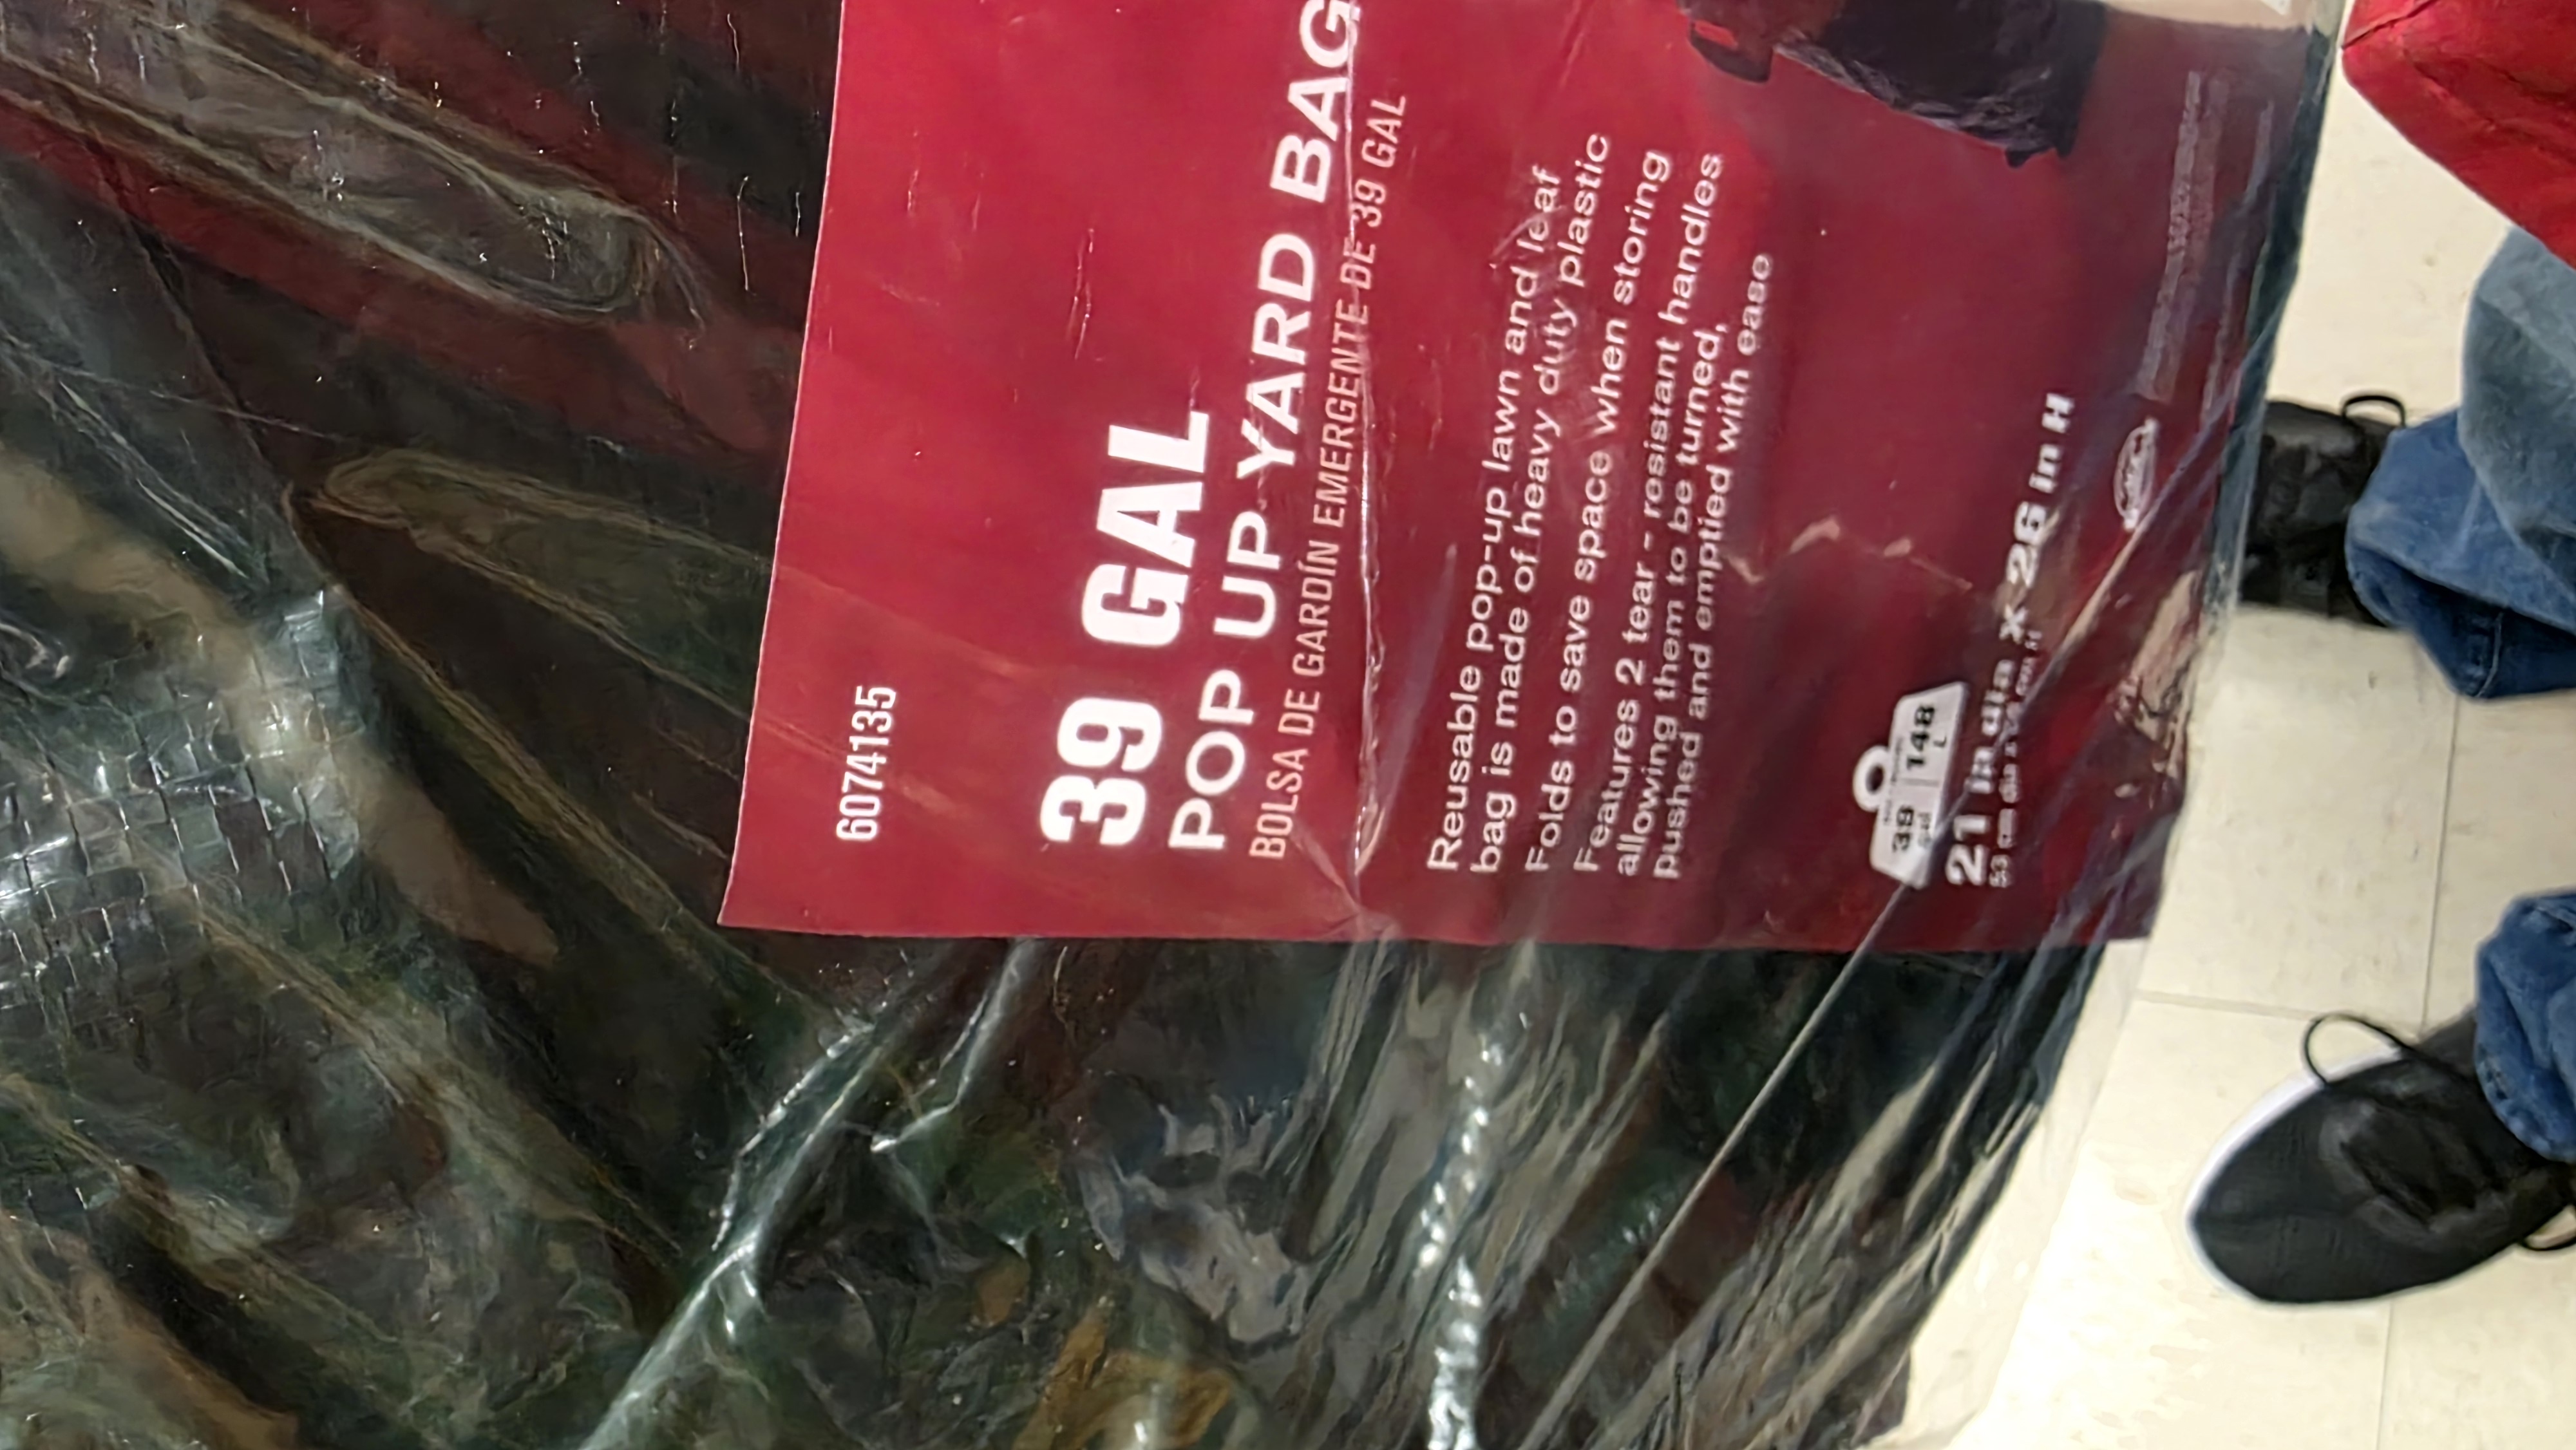 6074135
39 GAL
POP UP YARD BAG
BOLSA DE GARDÍN EMERGENTE DE 39 GAL
Reusable pop-up lawn and leaf
bag is made of heavy duty plastic
Folds to save space when storing
Features 2 tear - resistant handles
allowing them to be turned,
pushed and emptied with ease
39 148
gal L
21 in dia x 26 in H